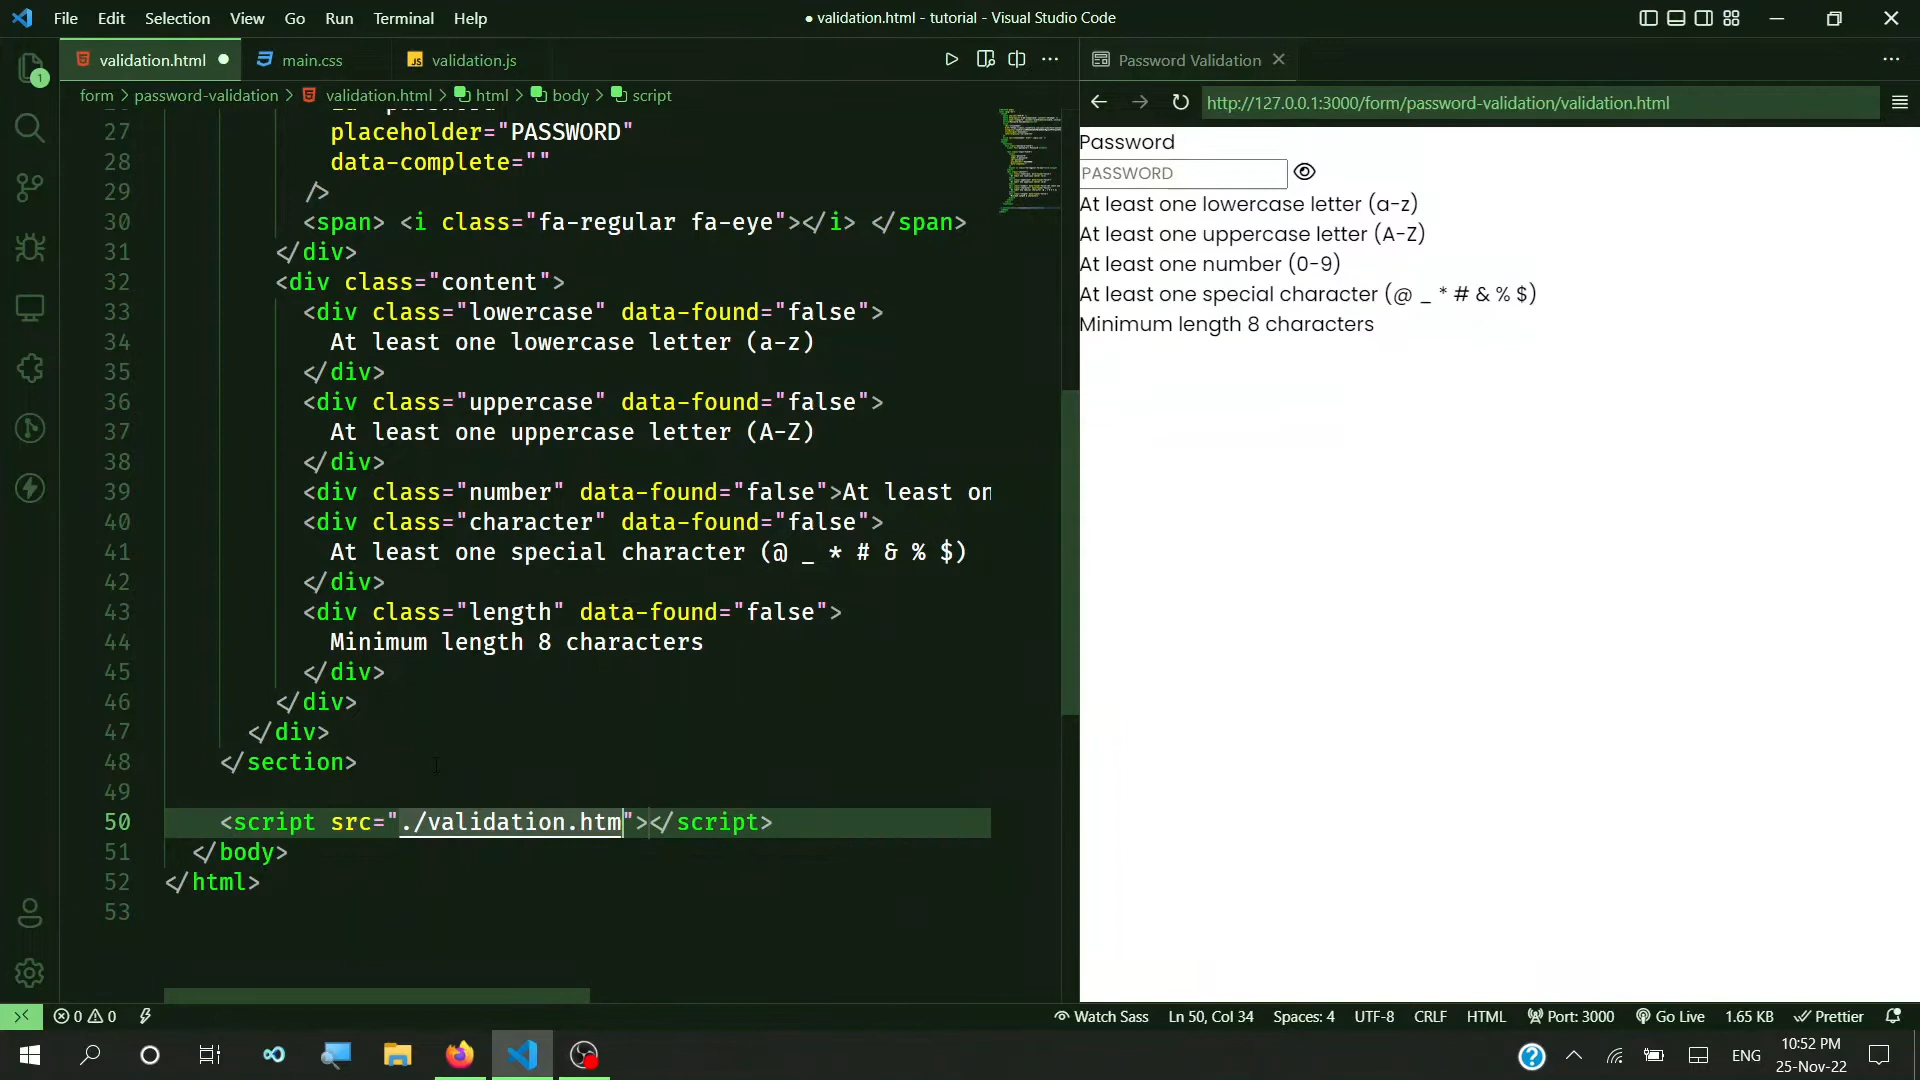 File Edit Selection View Go Run Terminal Help
● validation.html - tutorial - Visual Studio Code
validation.html ● main.css JS validation.js
Password Validation
form > password-validation > validation.html > html > body > script
http://127.0.0.1:3000/form/password-validation/validation.html
27 placeholder="PASSWORD"
28 data-complete=""
29 />
30 <span> <i class="fa-regular fa-eye"></i> </span>
31 </div>
32 <div class="content">
33 <div class="lowercase" data-found="false">
34 At least one lowercase letter (a-z)
35 </div>
36 <div class="uppercase" data-found="false">
37 At least one uppercase letter (A-Z)
38 </div>
39 <div class="number" data-found="false">At least on
40 <div class="character" data-found="false">
41 At least one special character (@ _ * # & % $)
42 </div>
43 <div class="length" data-found="false">
44 Minimum length 8 characters
45 </div>
46 </div>
47 </div>
48 </section>
49
50 <script src="./validation.htm"></script>
51 </body>
52 </html>
53
Password
PASSWORD
At least one lowercase letter (a-z)
At least one uppercase letter (A-Z)
At least one number (0-9)
At least one special character (@ _ * # & % $)
Minimum length 8 characters
1
0 0
Watch Sass Ln 50, Col 34 Spaces: 4 UTF-8 CRLF HTML Port: 3000 Go Live 1.65 KB Prettier
ENG
10:52 PM
25-Nov-22